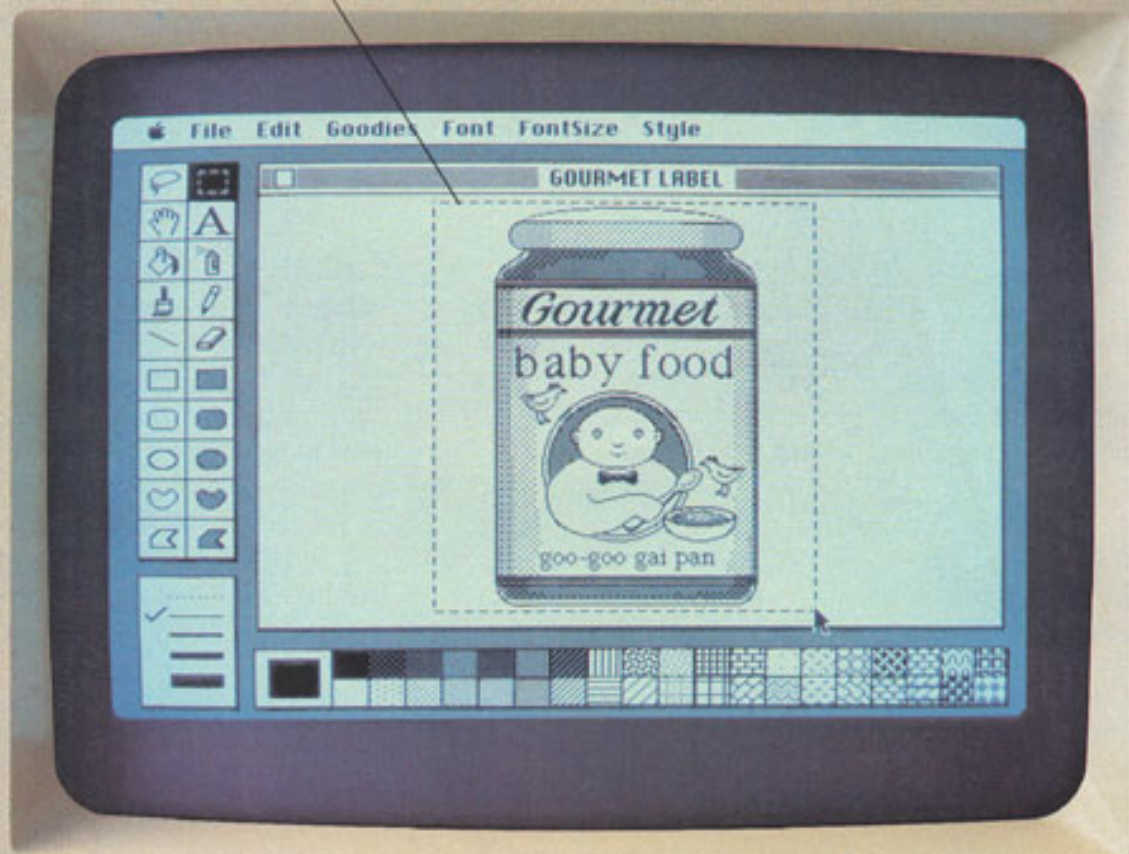 File Edit Goodies Font FontSize Style
GOURMET LABEL
A
Gourmet
baby food
goo-goo gai pan